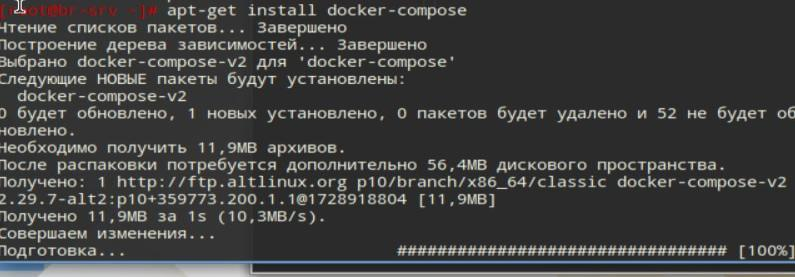 [root@br-srv ~]# apt-get install docker-compose
Чтение списков пакетов... Завершено
Построение дерева зависимостей... Завершено
Выбрано docker-compose-v2 для 'docker-compose'
Следующие НОВЫЕ пакеты будут установлены:
docker-compose-v2
0 будет обновлено, 1 новых установлено, 0 пакетов будет удалено и 52 не будет об
новлено.
Необходимо получить 11,9MB архивов.
После распаковки потребуется дополнительно 56,4MB дискового пространства.
Получено: 1 http://ftp.altlinux.org p10/branch/x86_64/classic docker-compose-v2
2.29.7-alt2:p10+359773.200.1.1@1728918804 [11,9MB]
Получено 11,9MB за 1s (10,3MB/s).
Совершаем изменения...
Подготовка... ################################# [100%]